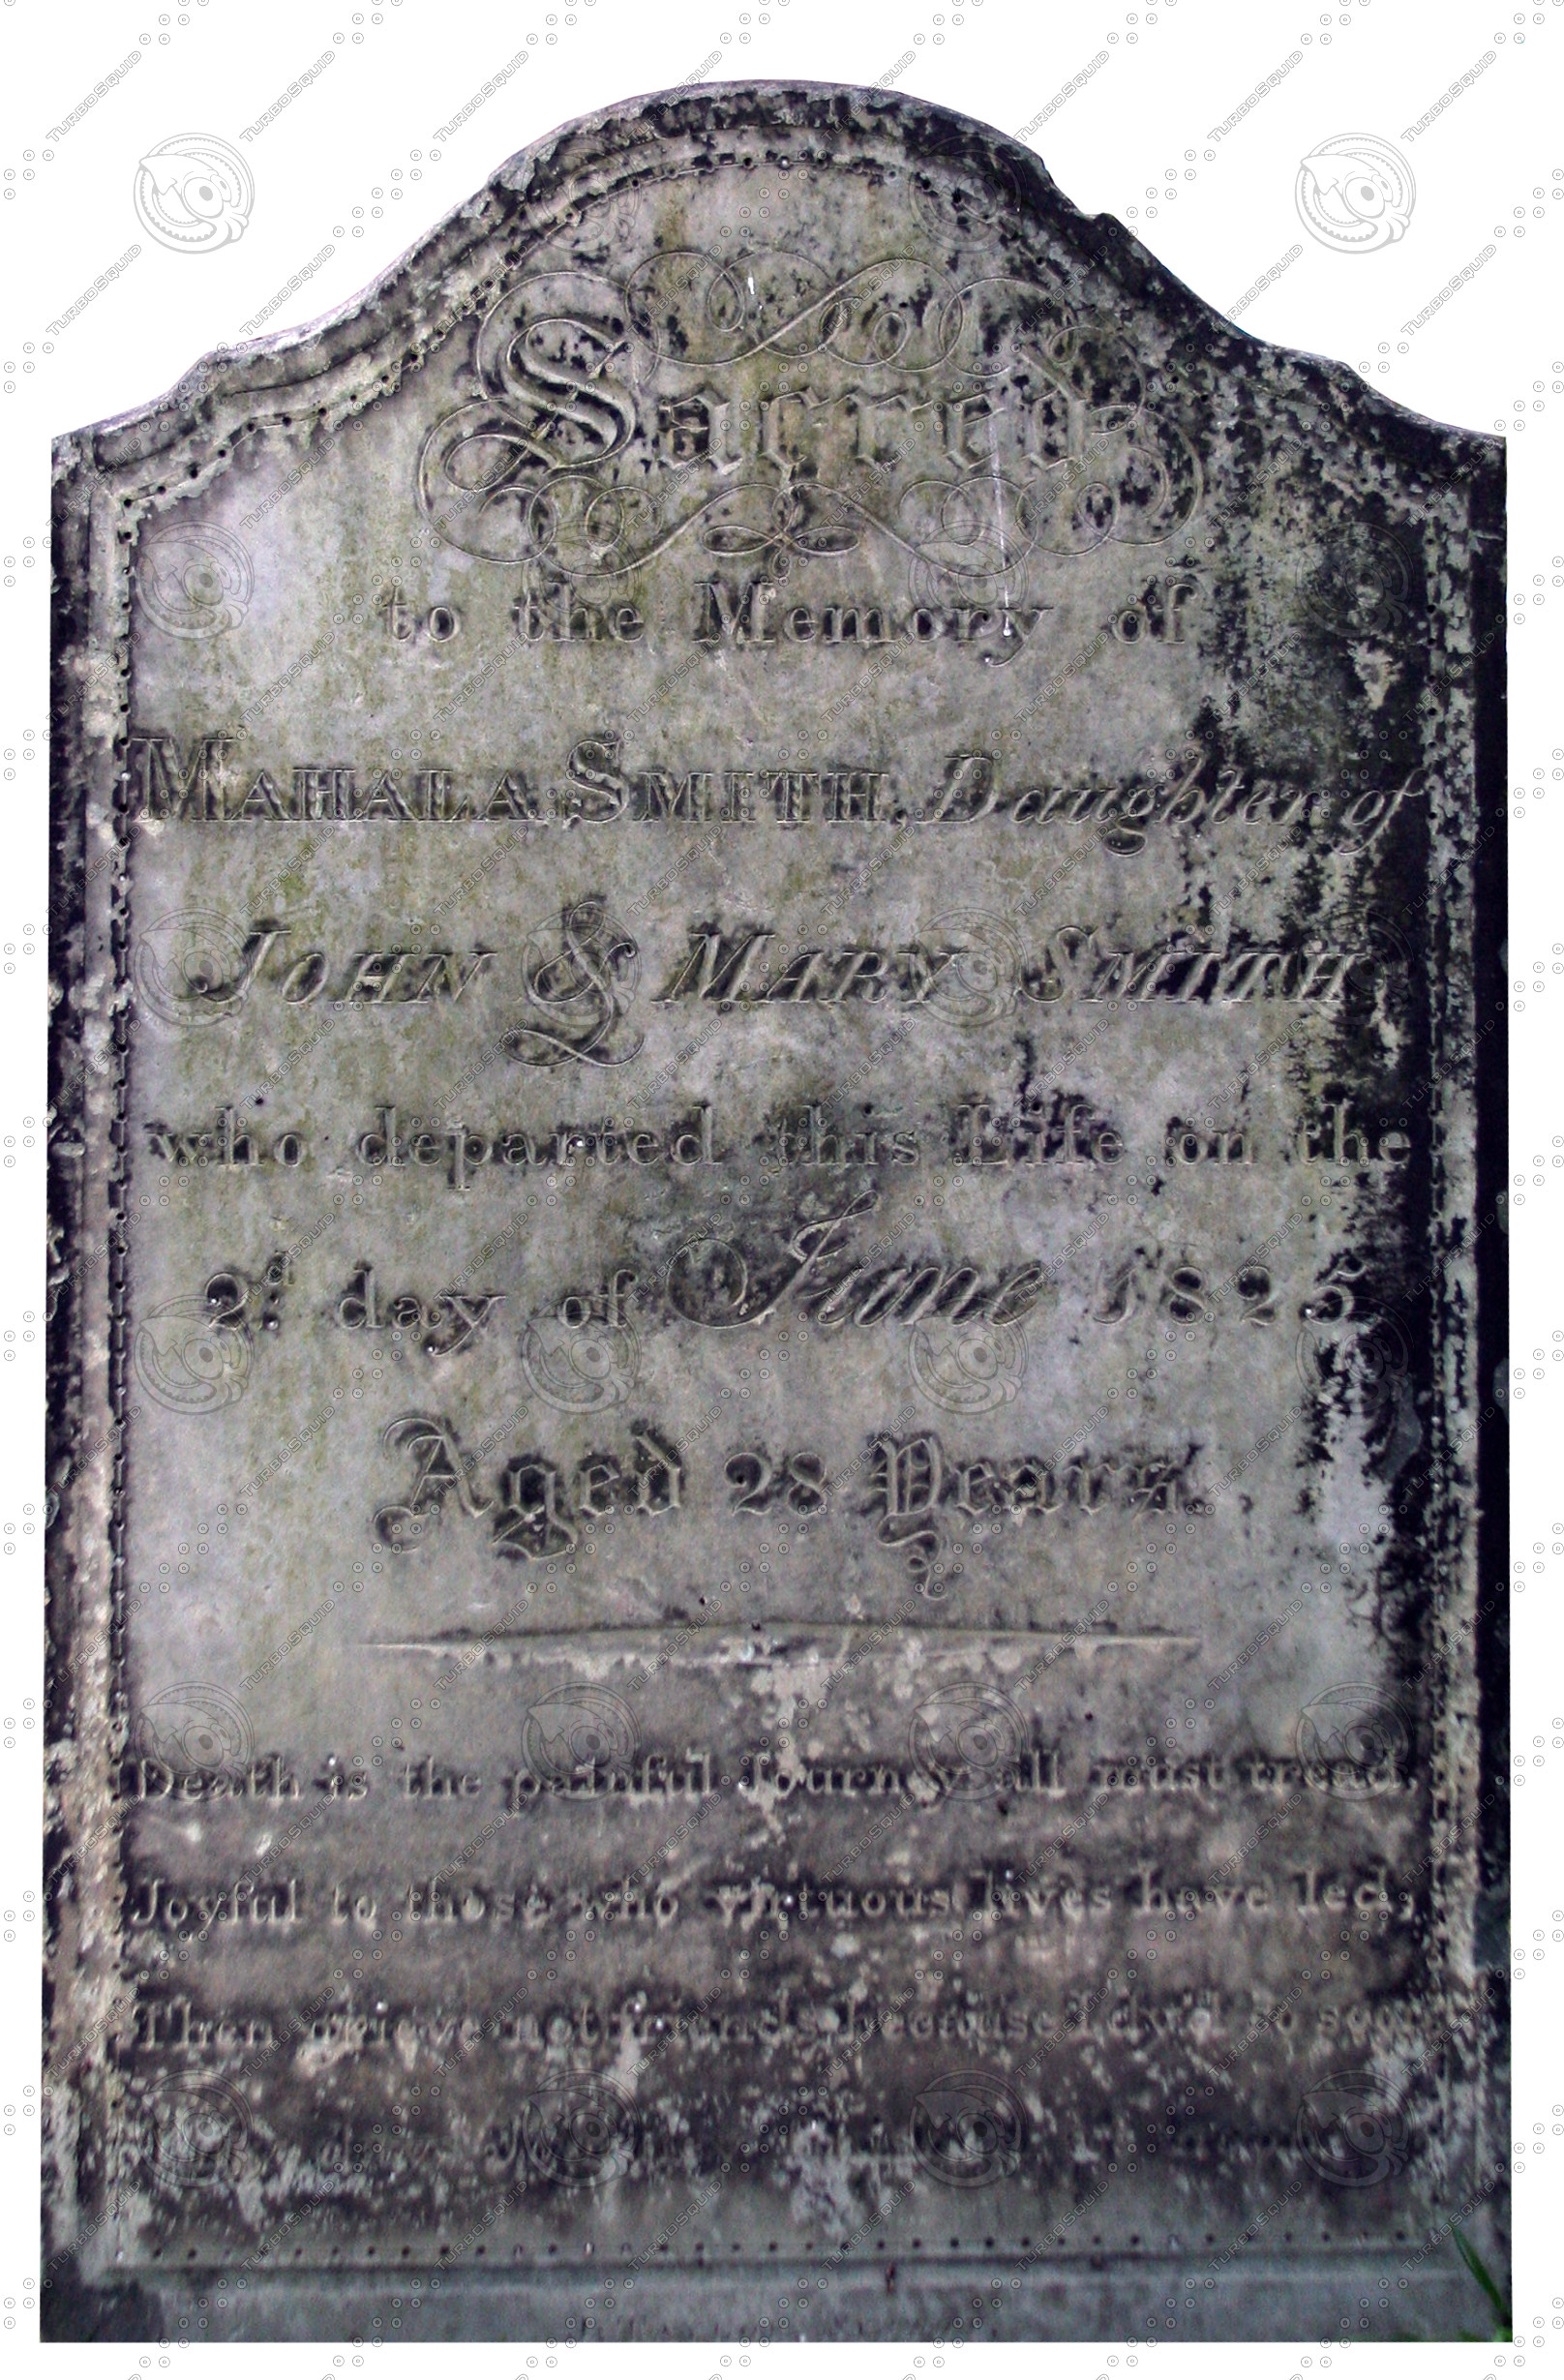 Sacred
to the Memory of
MAHALA SMITH, Daughter of
JOHN & MARY SMITH
who departed this Life on the
2d. day of June 1825
Aged 28 Years.
Death is the painful Journey all must tread,
Joyful to those who virtuous lives have led;
Then grieve not friends because I dy'd so soon
TURBOSQUID